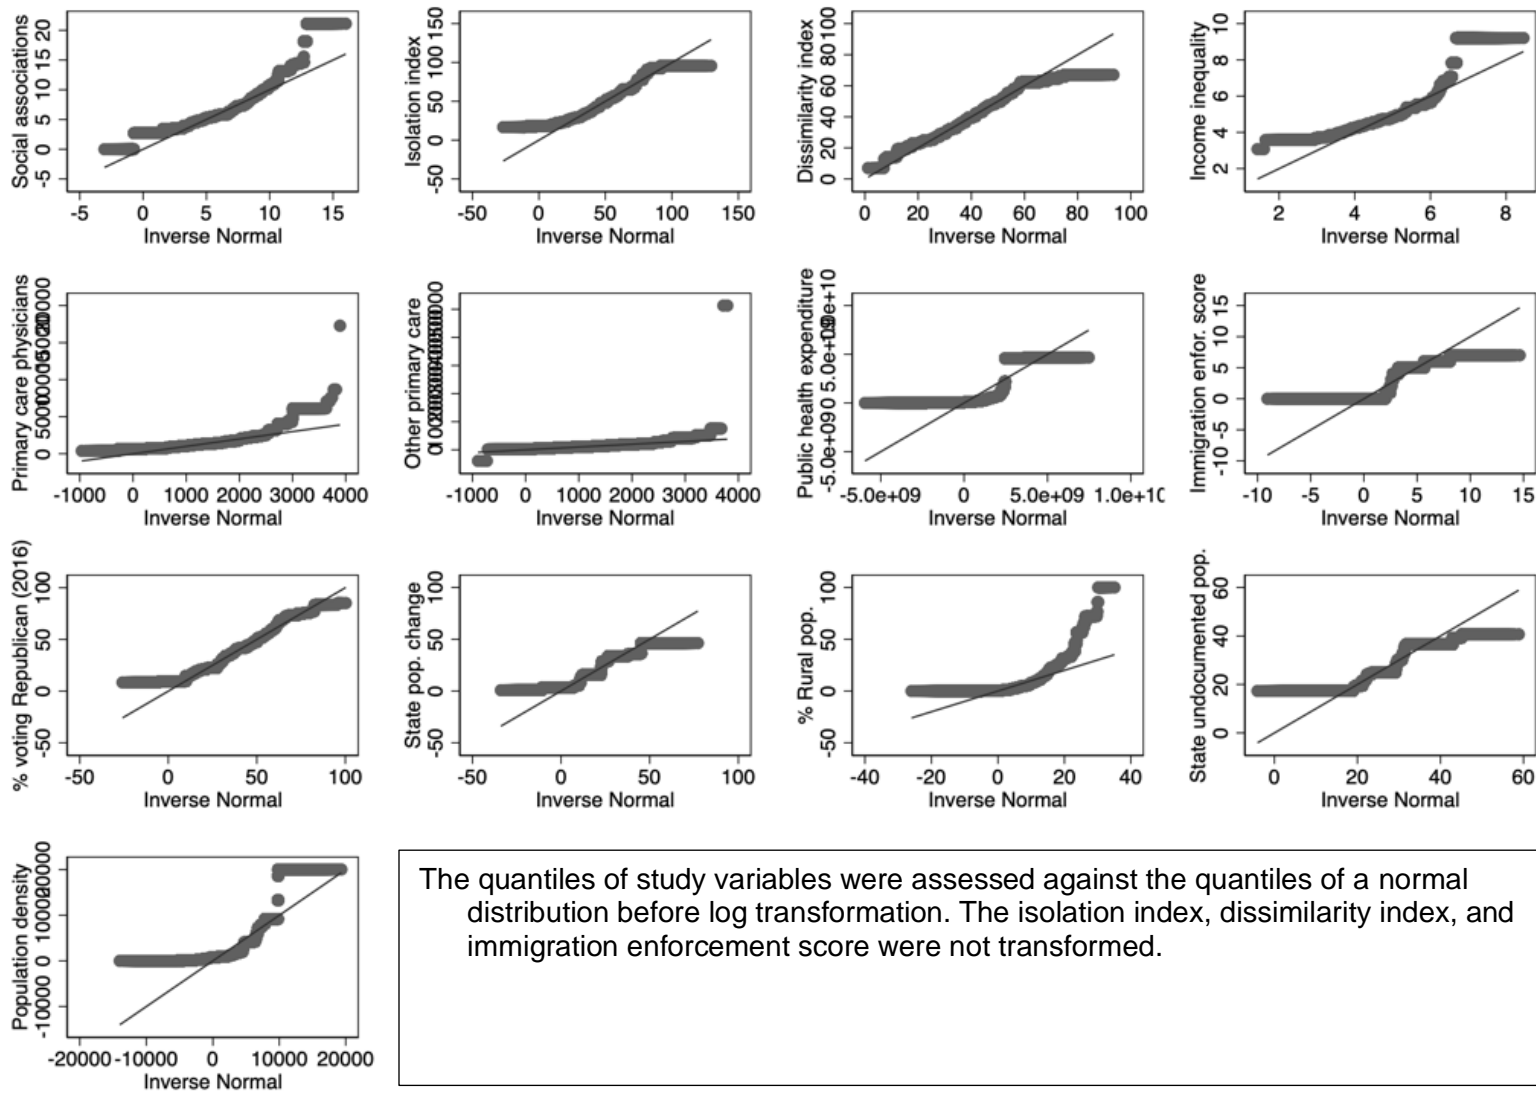 Social associations
-5 0 5 10 15 20
-5 0 5 10 15
Inverse Normal
Isolation index
-50 0 50 100 150
-50 0 50 100 150
Inverse Normal
Dissimilarity index
0 20 40 60 80 100
0 20 40 60 80 100
Inverse Normal
Income inequality
2 4 6 8 10
2 4 6 8
Inverse Normal
Primary care physicians
0 5000
-1000 0 1000 2000 3000 4000
Inverse Normal
Other primary care
-1000 0 1000 2000 3000 4000
Inverse Normal
Public health expenditure
-5.0e+09 0
-5.0e+09 0 5.0e+09 1.0e+10
Inverse Normal
Immigration enfor. score
-10 -5 0 5 10 15
-10 -5 0 5 10 15
Inverse Normal
% voting Republican (2016)
-50 0 50 100
-50 0 50 100
Inverse Normal
State pop. change
-50 0 50 100
-50 0 50 100
Inverse Normal
% Rural pop.
-50 0 50 100
-40 -20 0 20 40
Inverse Normal
State undocumented pop.
0 20 40 60
0 20 40 60
Inverse Normal
Population density
-10000 0
-20000 -10000 0 10000 20000
Inverse Normal
The quantiles of study variables were assessed against the quantiles of a normal
distribution before log transformation. The isolation index, dissimilarity index, and
immigration enforcement score were not transformed.